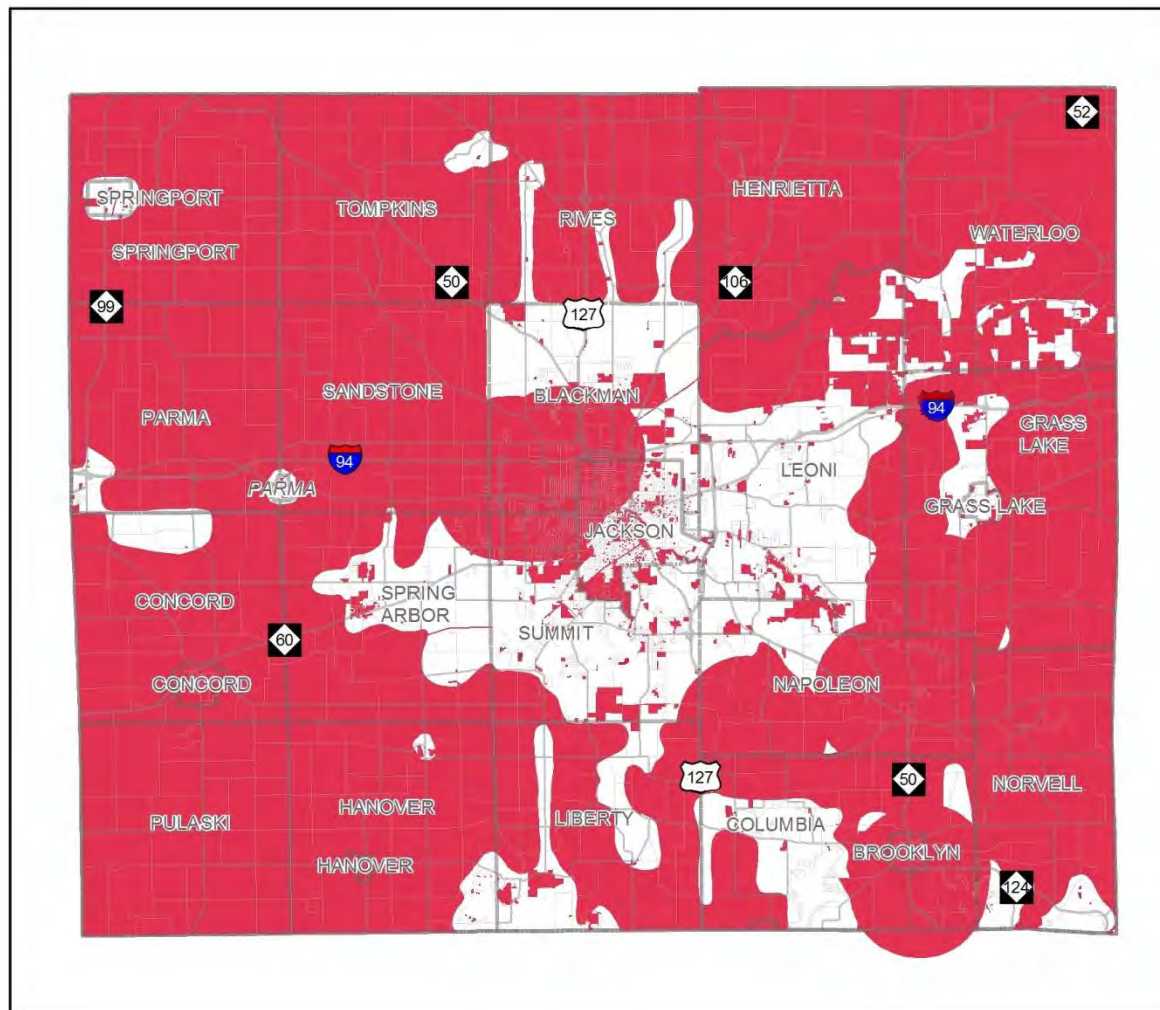 52
HENRIETTA
SPRINGPORT
TOMPKINS
RIVES
WATERLOO
SPRINGPORT
50
106
99
127
SANDSTONE
BLACKMAN
PARMA
94
GRASS
LAKE
94
LEONI
PARMA
GRASS LAKE
JACKSON
CONCORD
SPRING
ARBOR
SUMMIT
60
CONCORD
NAPOLEON
127
50
NORVELL
HANOVER
PULASKI
LIBERTY
COLUMBIA
BROOKLYN
HANOVER
124